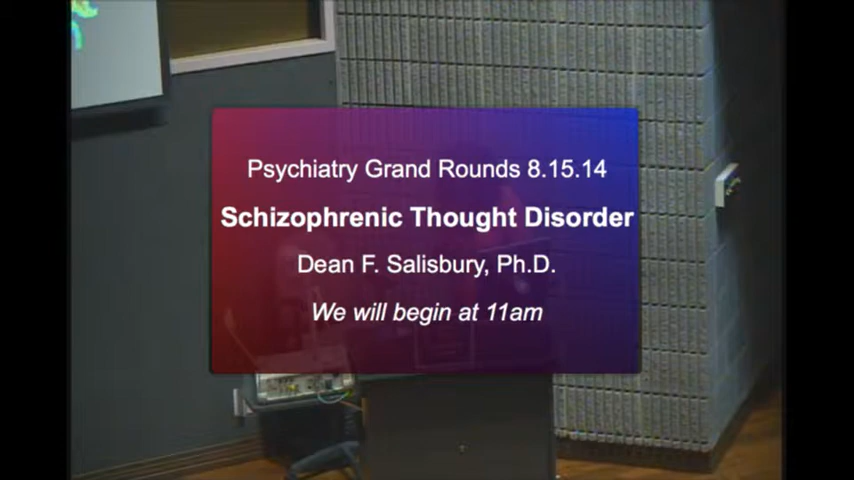 Psychiatry Grand Rounds 8.15.14
Schizophrenic Thought Disorder
Dean F. Salisbury, Ph.D.
We will begin at 11am